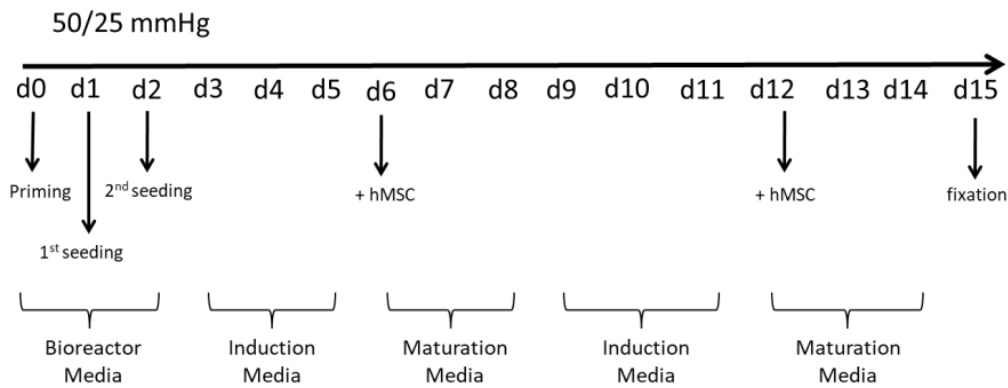 50/25 mmHg
d0 d1 d2 d3 d4 d5 d6 d7 d8 d9 d10 d11 d12 d13 d14 d15
Priming 2nd seeding + hMSC + hMSC fixation
1st seeding
Bioreactor Induction Maturation Induction Maturation
Media Media Media Media Media